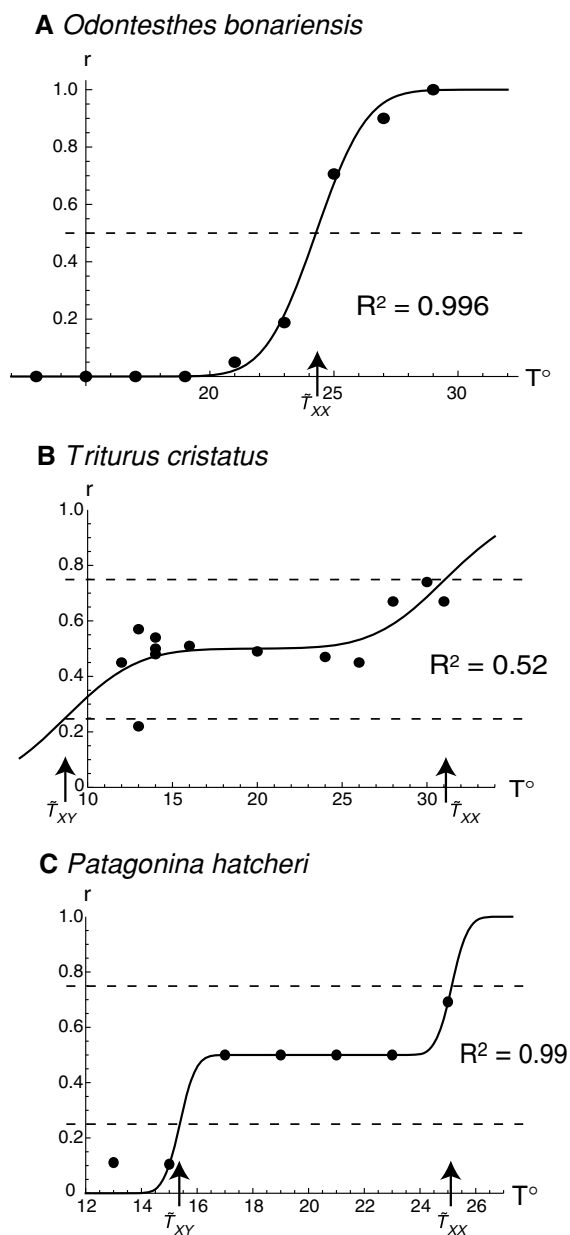 A Odontesthes bonariensis
r
1.0
0.8
0.6
0.4
R² = 0.996
0.2
20 25 30 T°
T̃XX
B Triturus cristatus
r
1.0
0.8
0.6
0.4
R² = 0.52
0.2
0
10 15 20 25 30 T°
T̃XY T̃XX
C Patagonina hatcheri
r
1.0
0.8
0.6
R² = 0.99
0.4
0.2
0
12 14 16 18 20 22 24 26 T°
T̃XY T̃XX